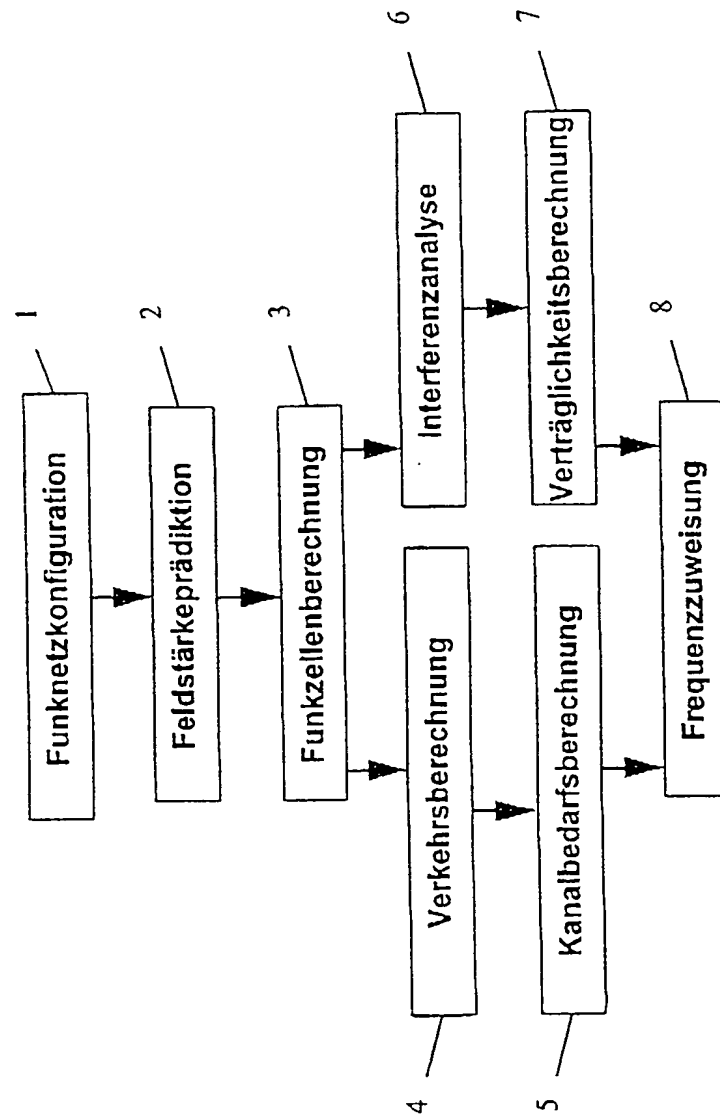 Funknetzkonfiguration
1
Feldstärkeprädiktion
2
Funkzellenberechnung
3
4
Verkehrsberechnung
Interferenzanalyse
6
5
Kanalbedarfsberechnung
Verträglichkeitsberechnung
7
Frequenzzuweisung
8